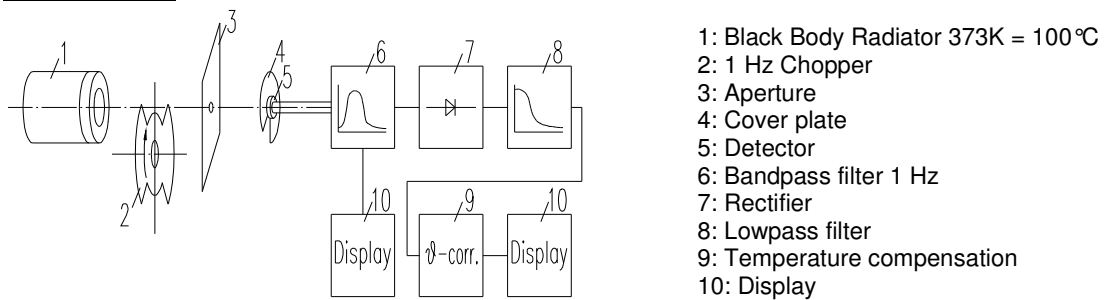 1
2
3
4
5
6
7
8
10
Display
9
ϑ-corr.
10
Display
1: Black Body Radiator 373K = 100°C
2: 1 Hz Chopper
3: Aperture
4: Cover plate
5: Detector
6: Bandpass filter 1 Hz
7: Rectifier
8: Lowpass filter
9: Temperature compensation
10: Display